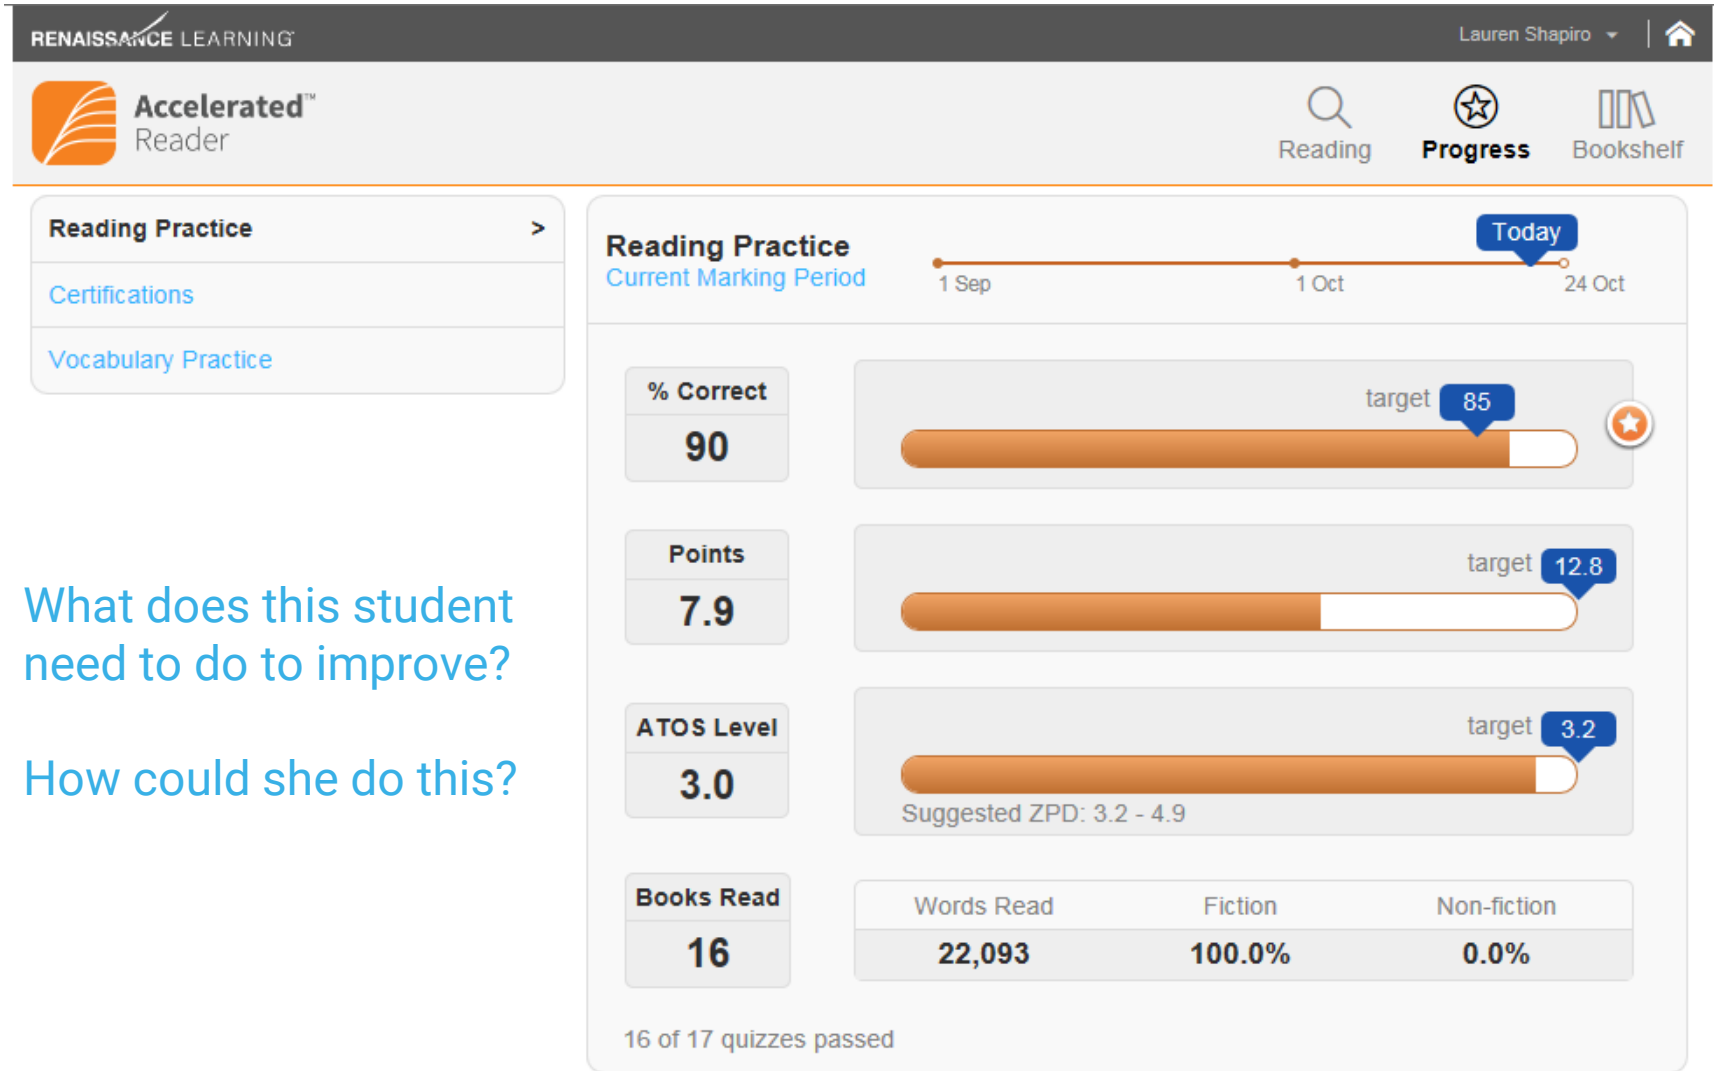 RENAISSANCE LEARNING
Lauren Shapiro
Accelerated™
Reader
Reading
Progress
Bookshelf
Reading Practice >
Certifications
Vocabulary Practice
What does this student
need to do to improve?
How could she do this?
Reading Practice
Current Marking Period
Today
1 Sep
1 Oct
24 Oct
% Correct
90
target 85
Points
7.9
target 12.8
ATOS Level
3.0
target 3.2
Suggested ZPD: 3.2 - 4.9
Books Read
16
Words Read Fiction Non-fiction
22,093 100.0% 0.0%
16 of 17 quizzes passed